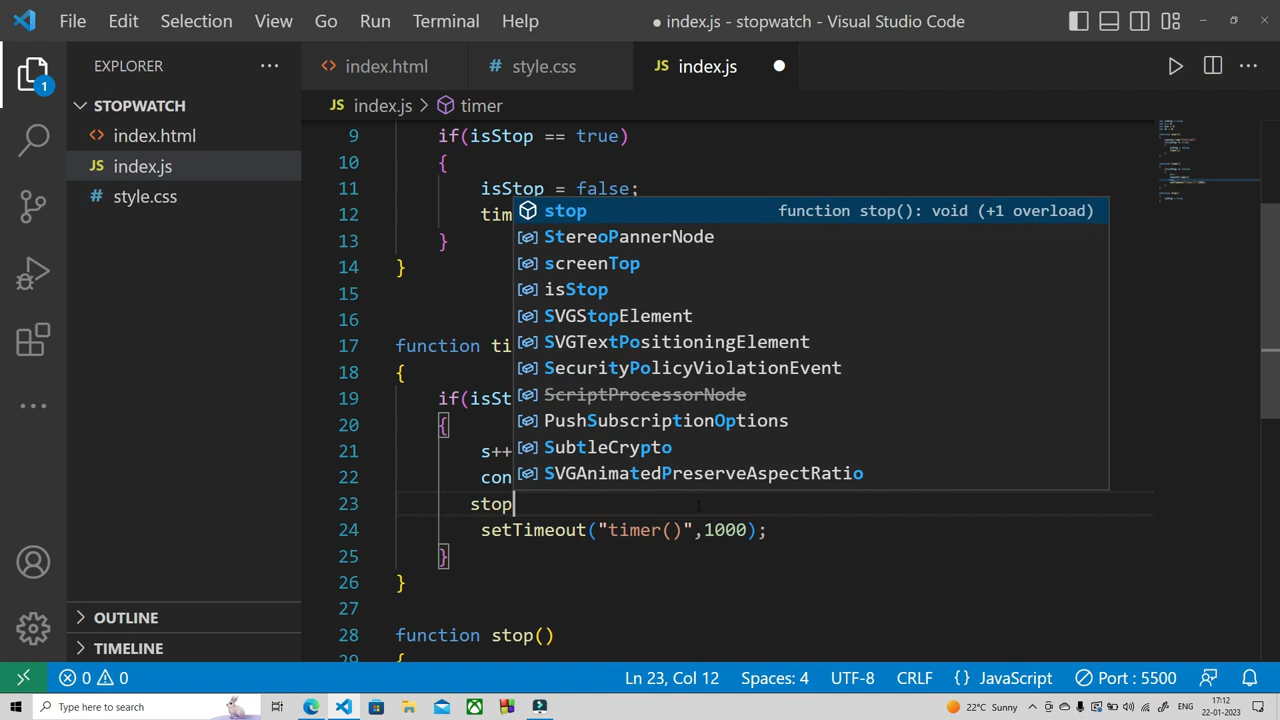 File Edit Selection View Go Run Terminal Help
● index.js - stopwatch - Visual Studio Code
1
EXPLORER
STOPWATCH
index.html
JS index.js
# style.css
OUTLINE
TIMELINE
index.html
# style.css
JS index.js
JS index.js > timer
9 if(isStop == true)
10 {
11 isStop = false;
12 tim
13 }
14 }
15
16
17 function ti
18 {
19 if(isSt
20 {
21 s++
22 con
23 stop
24 setTimeout("timer()",1000);
25 }
26 }
27
28 function stop()
29 {
stop function stop(): void (+1 overload)
StereoPannerNode
screenTop
isStop
SVGStopElement
SVGTextPositioningElement
SecurityPolicyViolationEvent
ScriptProcessorNode
PushSubscriptionOptions
SubtleCrypto
SVGAnimatedPreserveAspectRatio
0 0 Ln 23, Col 12 Spaces: 4 UTF-8 CRLF {} JavaScript Port : 5500
Type here to search
22°C Sunny
ENG
17:12
22-01-2023